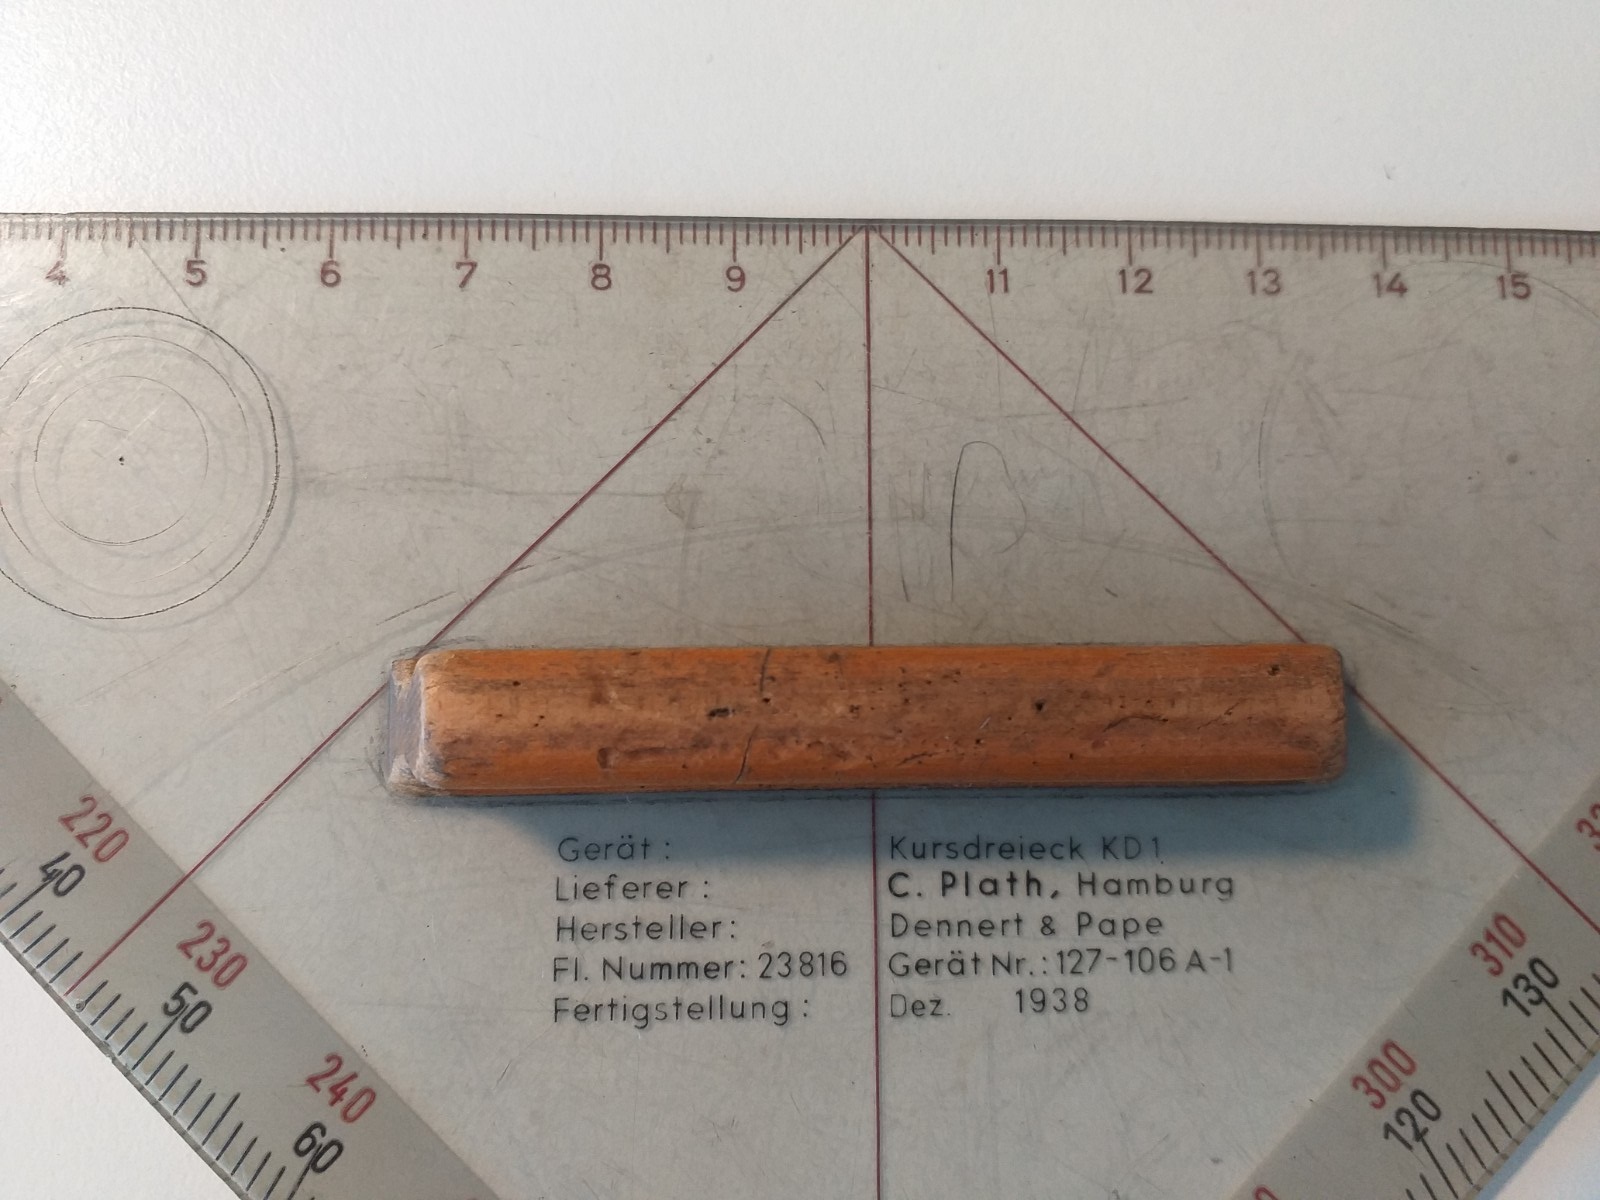 4 5 6 7 8 9 11 12 13 14 15
Gerät : Kursdreieck KD 1
Lieferer : C. Plath, Hamburg
Hersteller: Dennert & Pape
Fl. Nummer: 23816 Gerät Nr.: 127-106 A-1
Fertigstellung : Dez. 1938
220
40
230
50
240
60
310
130
300
120